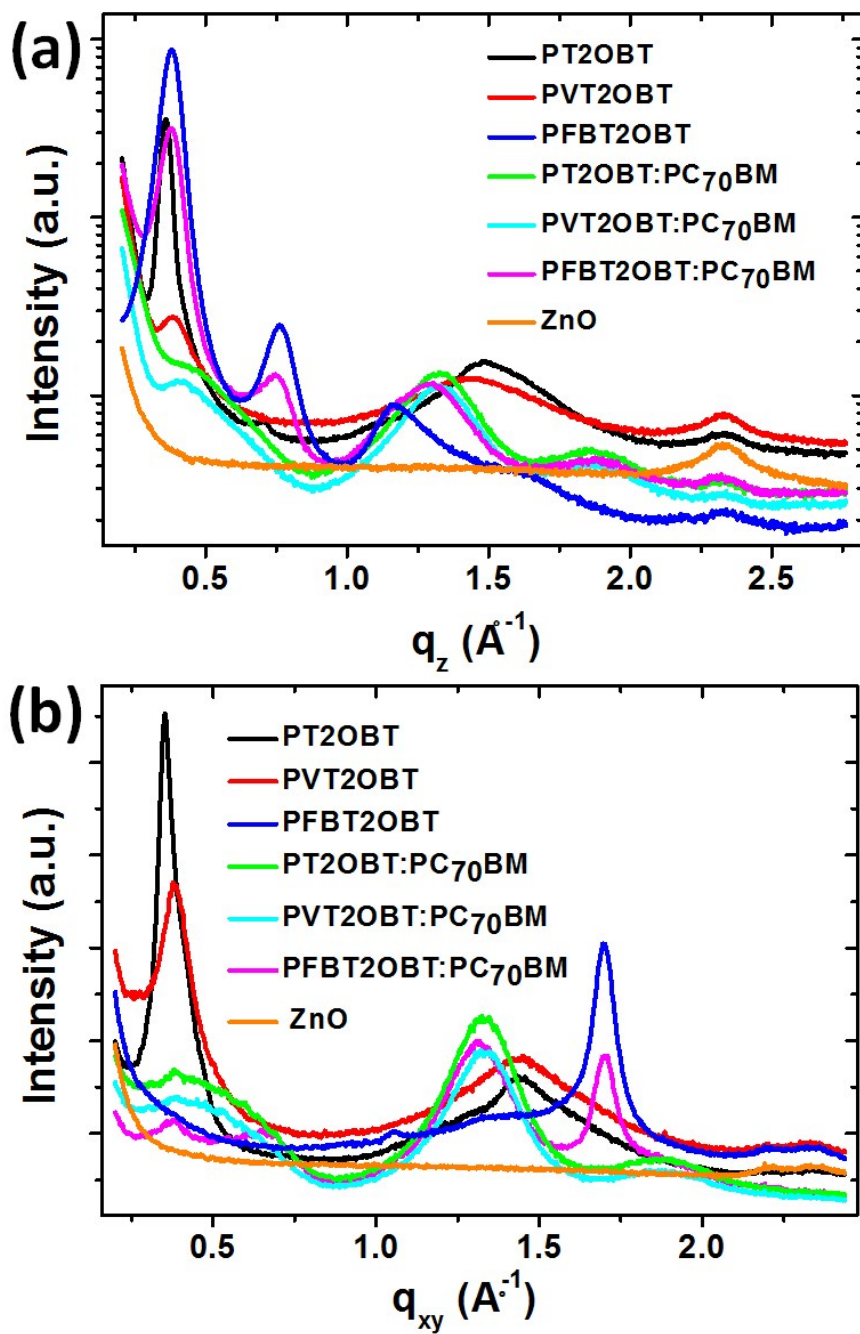 (a)
PT2OBT
PVT2OBT
PFBT2OBT
PT2OBT:PC70BM
PVT2OBT:PC70BM
PFBT2OBT:PC70BM
ZnO
Intensity (a.u.)
0.5 1.0 1.5 2.0 2.5
qz (Å-1)
(b)
PT2OBT
PVT2OBT
PFBT2OBT
PT2OBT:PC70BM
PVT2OBT:PC70BM
PFBT2OBT:PC70BM
ZnO
Intensity (a.u.)
0.5 1.0 1.5 2.0
qxy (Å-1)